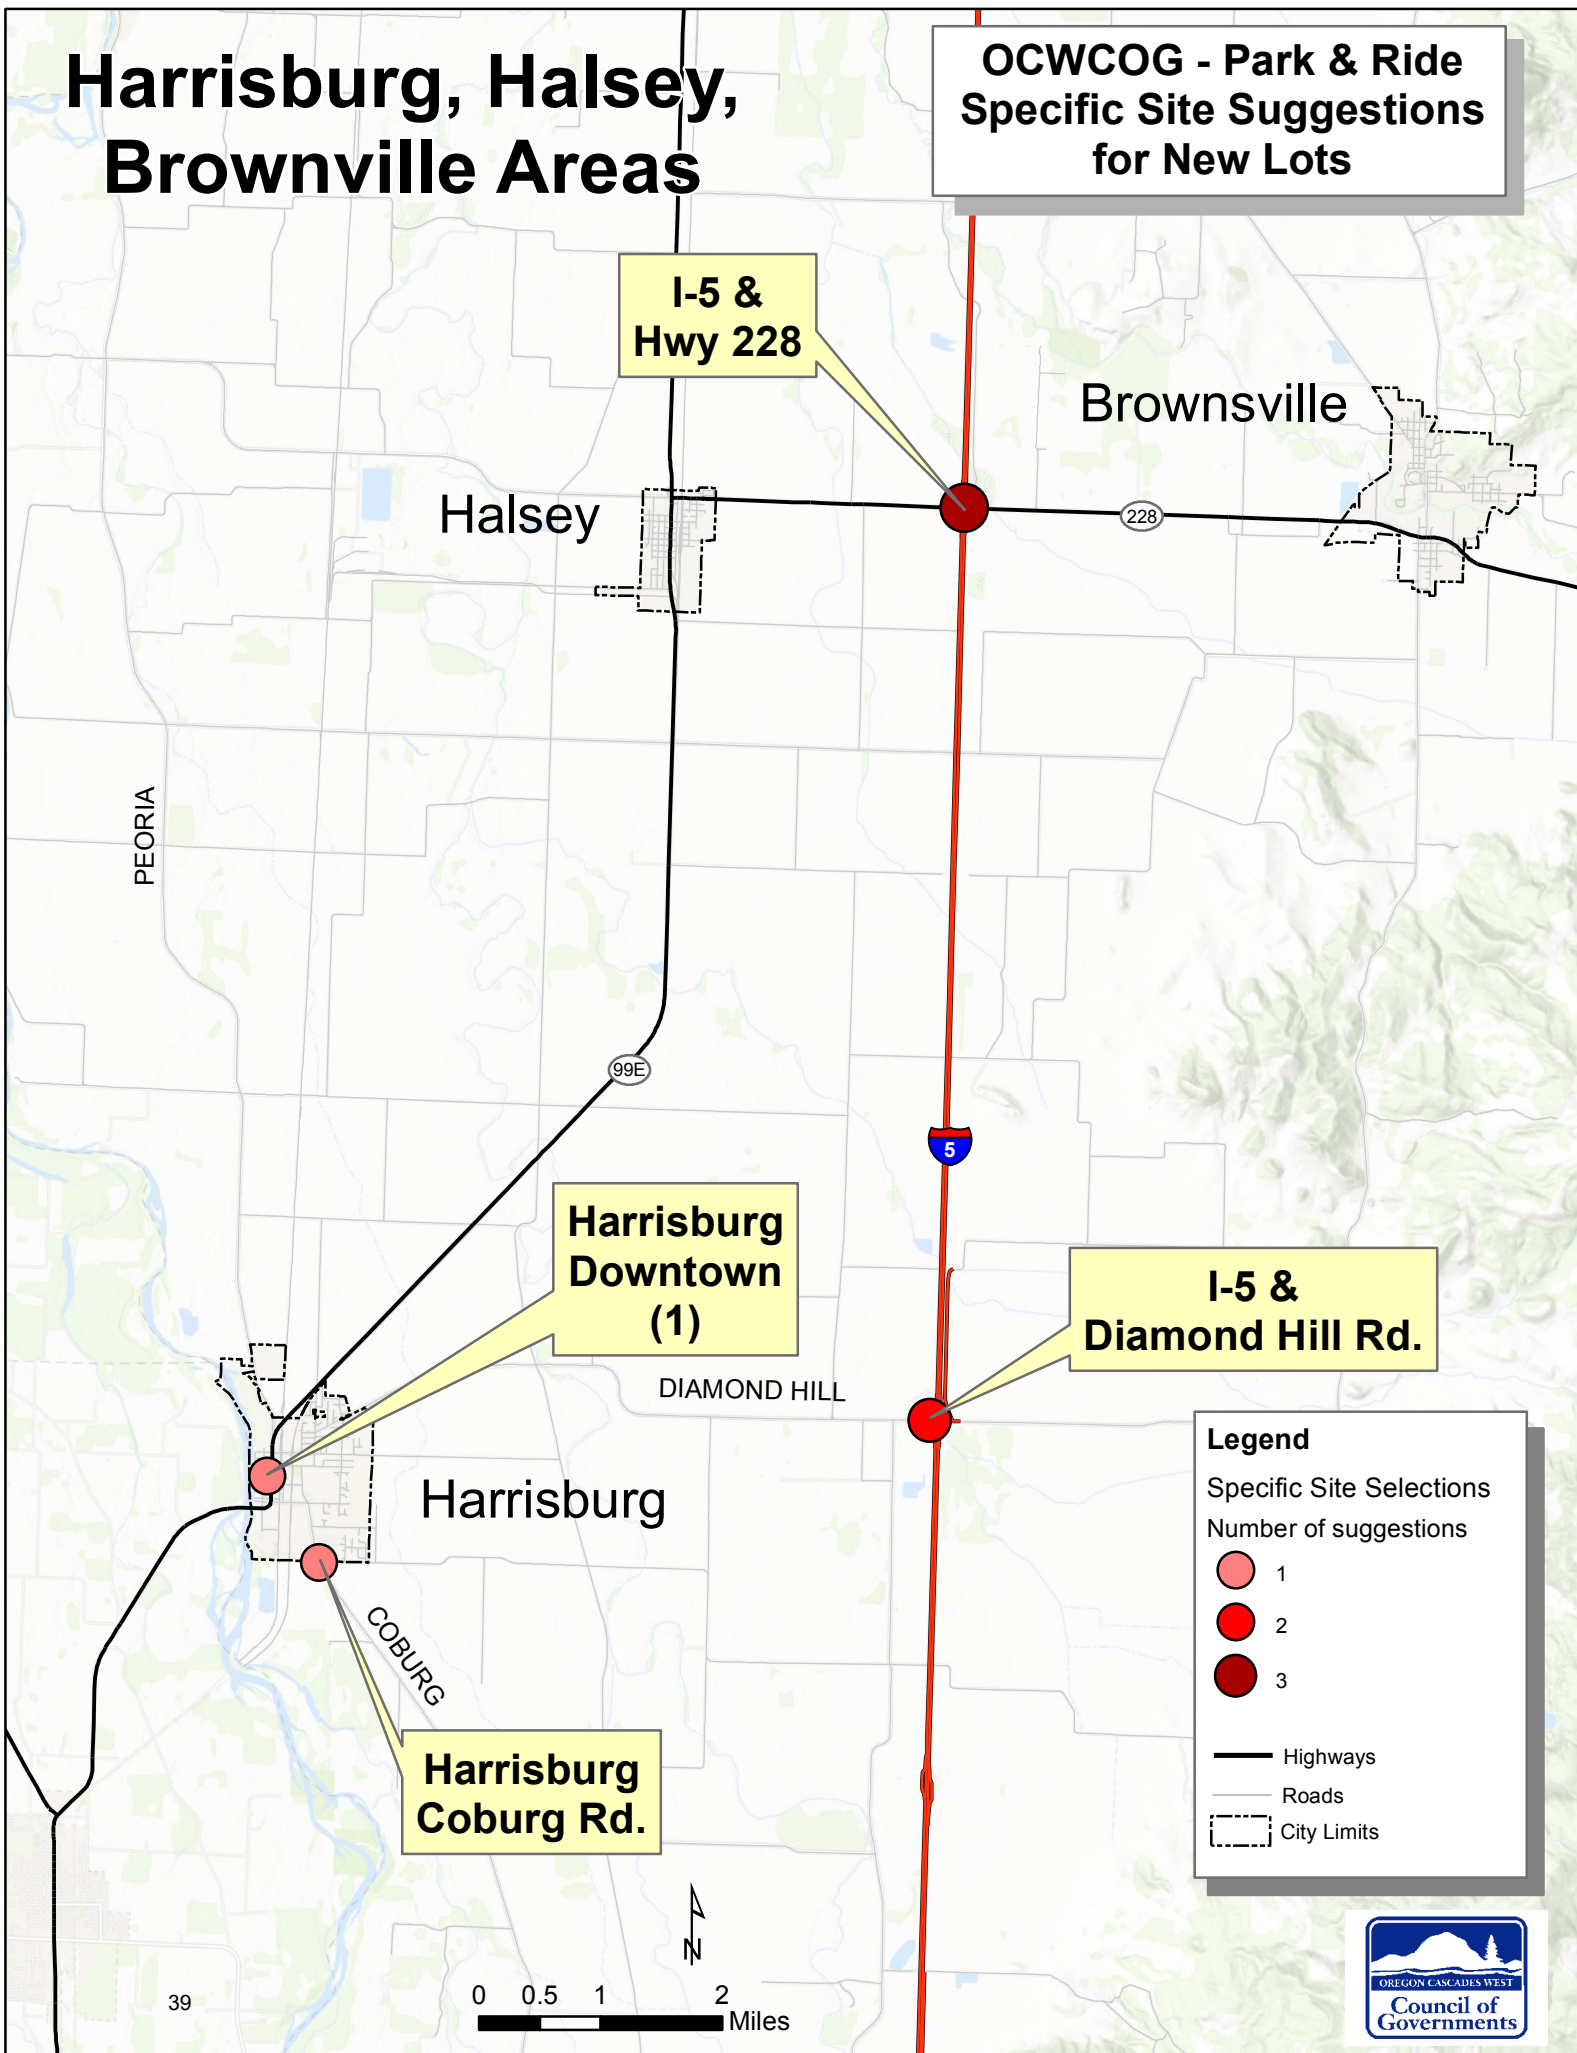 Harrisburg, Halsey,
Brownville Areas
OCWCOG - Park & Ride
Specific Site Suggestions
for New Lots
I-5 &
Hwy 228
Brownsville
Halsey
228
PEORIA
99E
5
Harrisburg
Downtown
(1)
I-5 &
Diamond Hill Rd.
DIAMOND HILL
Harrisburg
COBURG
Harrisburg
Coburg Rd.
Legend
Specific Site Selections
Number of suggestions
1
2
3
Highways
Roads
City Limits
N
0 0.5 1 2
Miles
39
OREGON CASCADES WEST
Council of
Governments